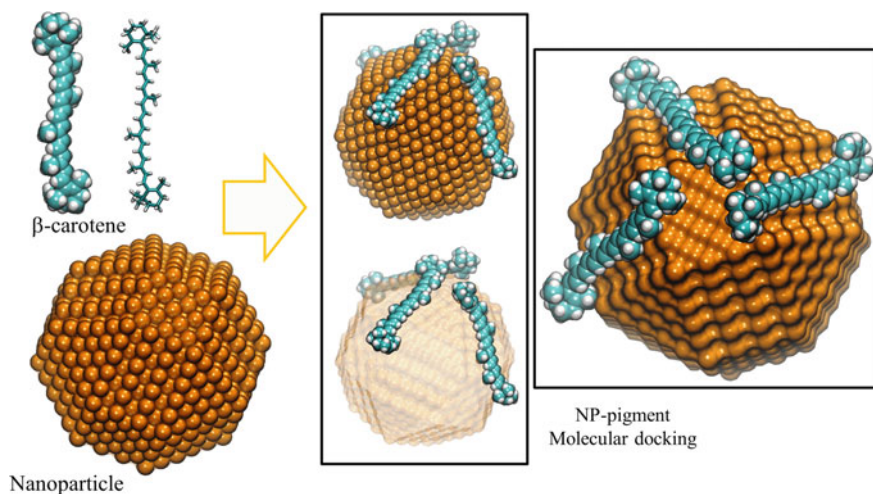 β-carotene
Nanoparticle
NP-pigment
Molecular docking